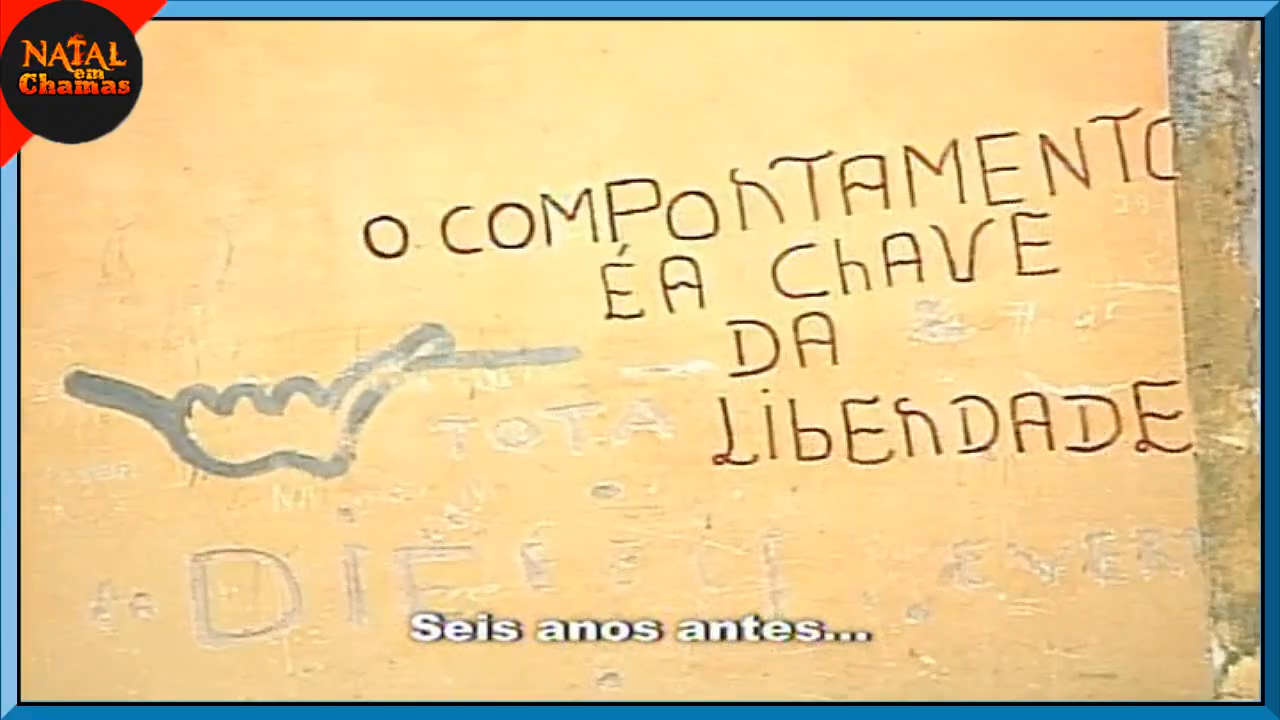 NATAL
em
Chamas
O COMPORTAMENTO
É A ChAVE
DA
LibERDADE
TOTA
Seis anos antes...